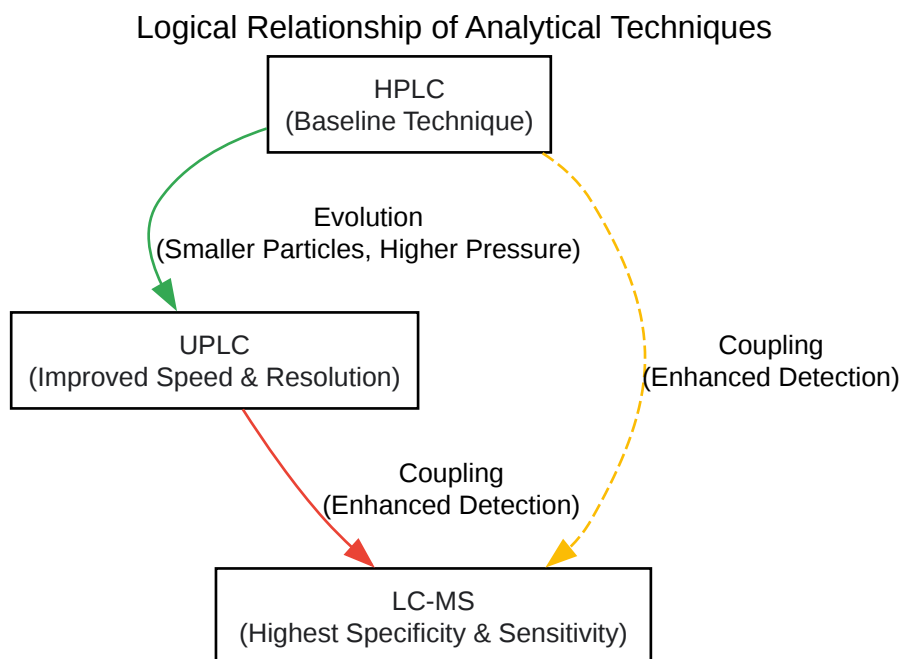 Logical Relationship of Analytical Techniques
HPLC
(Baseline Technique)
Evolution
(Smaller Particles, Higher Pressure)
UPLC
(Improved Speed & Resolution)
Coupling
(Enhanced Detection)
Coupling
(Enhanced Detection)
LC-MS
(Highest Specificity & Sensitivity)